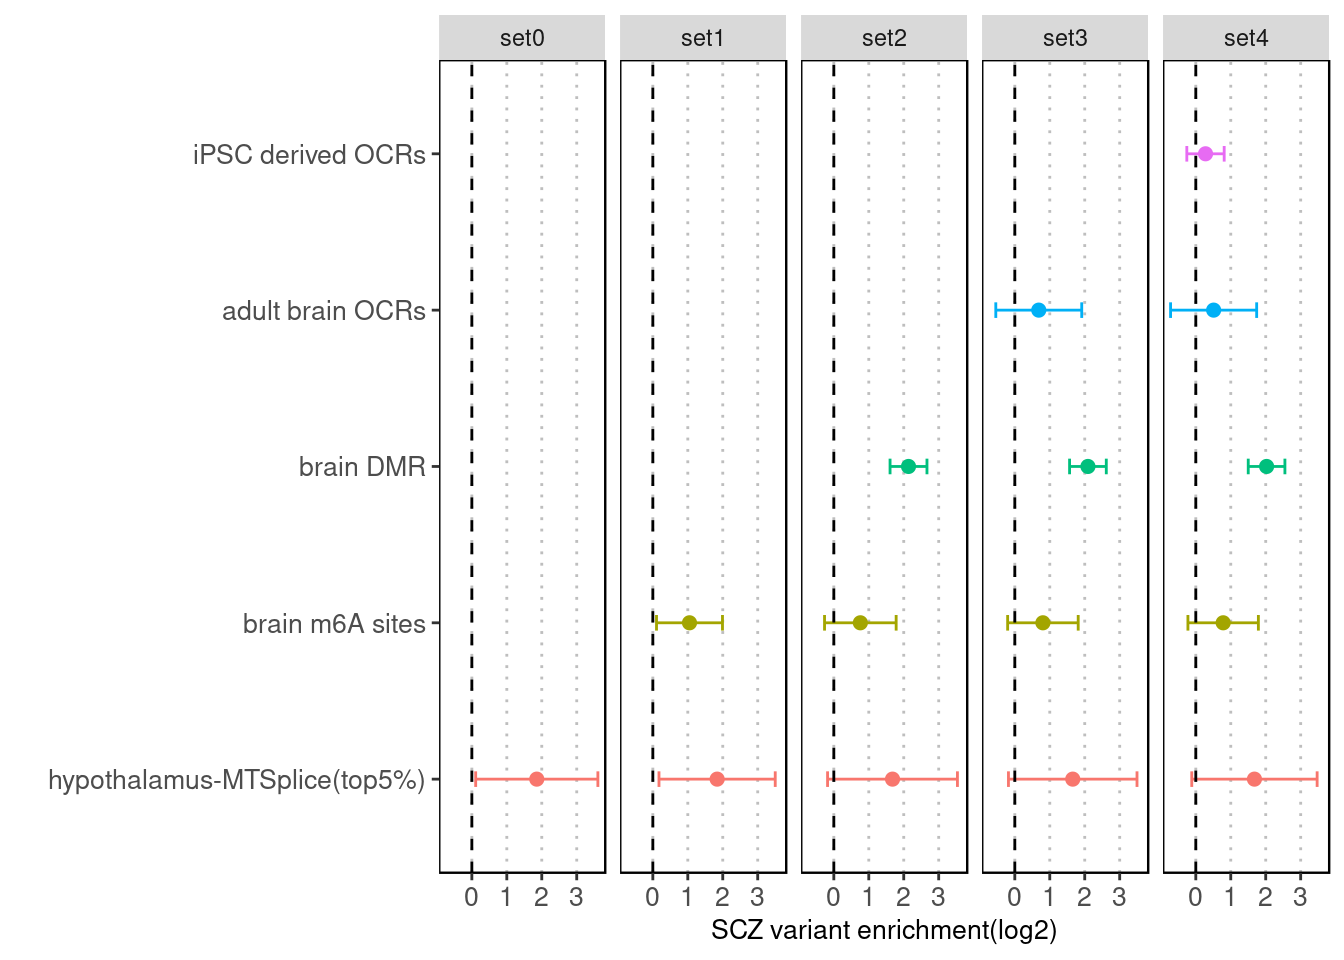 set0 set1 set2 set3 set4
iPSC derived OCRs
adult brain OCRs
brain DMR
brain m6A sites
hypothalamus-MTSplice(top5%)
0 1 2 3 0 1 2 3 0 1 2 3 0 1 2 3 0 1 2 3
SCZ variant enrichment(log2)